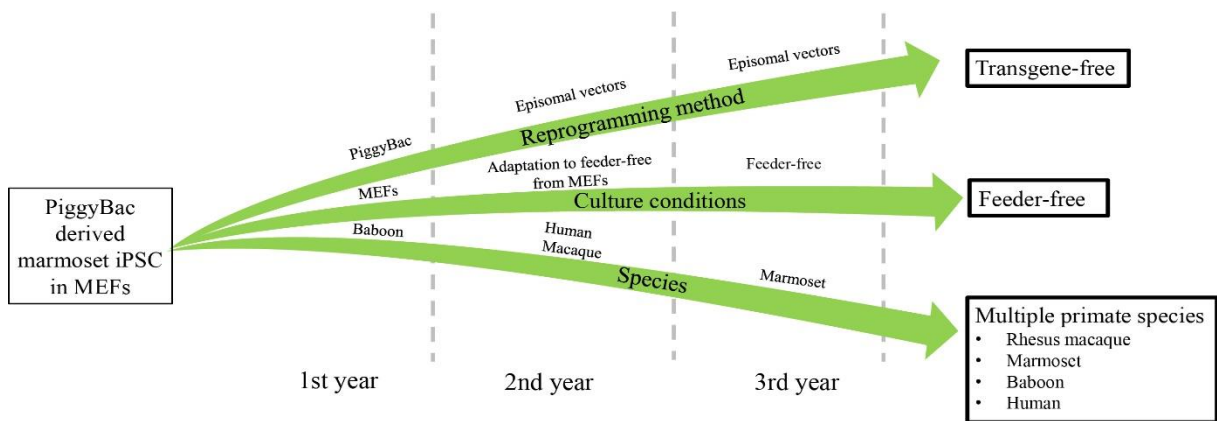 PiggyBac
derived
marmoset iPSC
in MEFs
PiggyBac
Episomal vectors
Episomal vectors
Reprogramming method
Transgene-free
MEFs
Adaptation to feeder-free
from MEFs
Feeder-free
Culture conditions
Feeder-free
Baboon
Human
Macaque
Marmoset
Species
Multiple primate species
• Rhesus macaque
• Marmoset
• Baboon
• Human
1st year
2nd year
3rd year